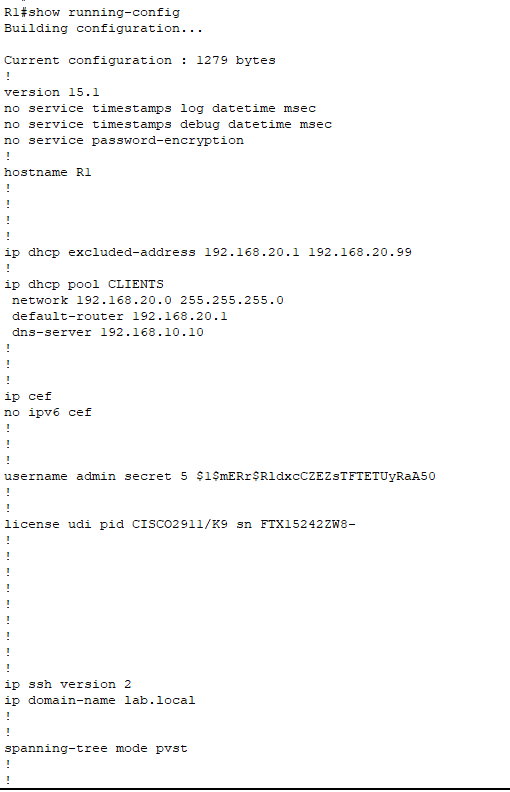 R1#show running-config
Building configuration...
Current configuration : 1279 bytes
!
version 15.1
no service timestamps log datetime msec
no service timestamps debug datetime msec
no service password-encryption
!
hostname R1
!
!
!
!
ip dhcp excluded-address 192.168.20.1 192.168.20.99
!
ip dhcp pool CLIENTS
network 192.168.20.0 255.255.255.0
default-router 192.168.20.1
dns-server 192.168.10.10
!
!
!
ip cef
no ipv6 cef
!
!
!
username admin secret 5 $1$mERr$RldxcCZEZsTFTETUyRaA50
!
!
license udi pid CISCO2911/K9 sn FTX15242ZW8-
!
!
!
!
!
!
!
!
!
ip ssh version 2
ip domain-name lab.local
!
!
spanning-tree mode pvst
!
!